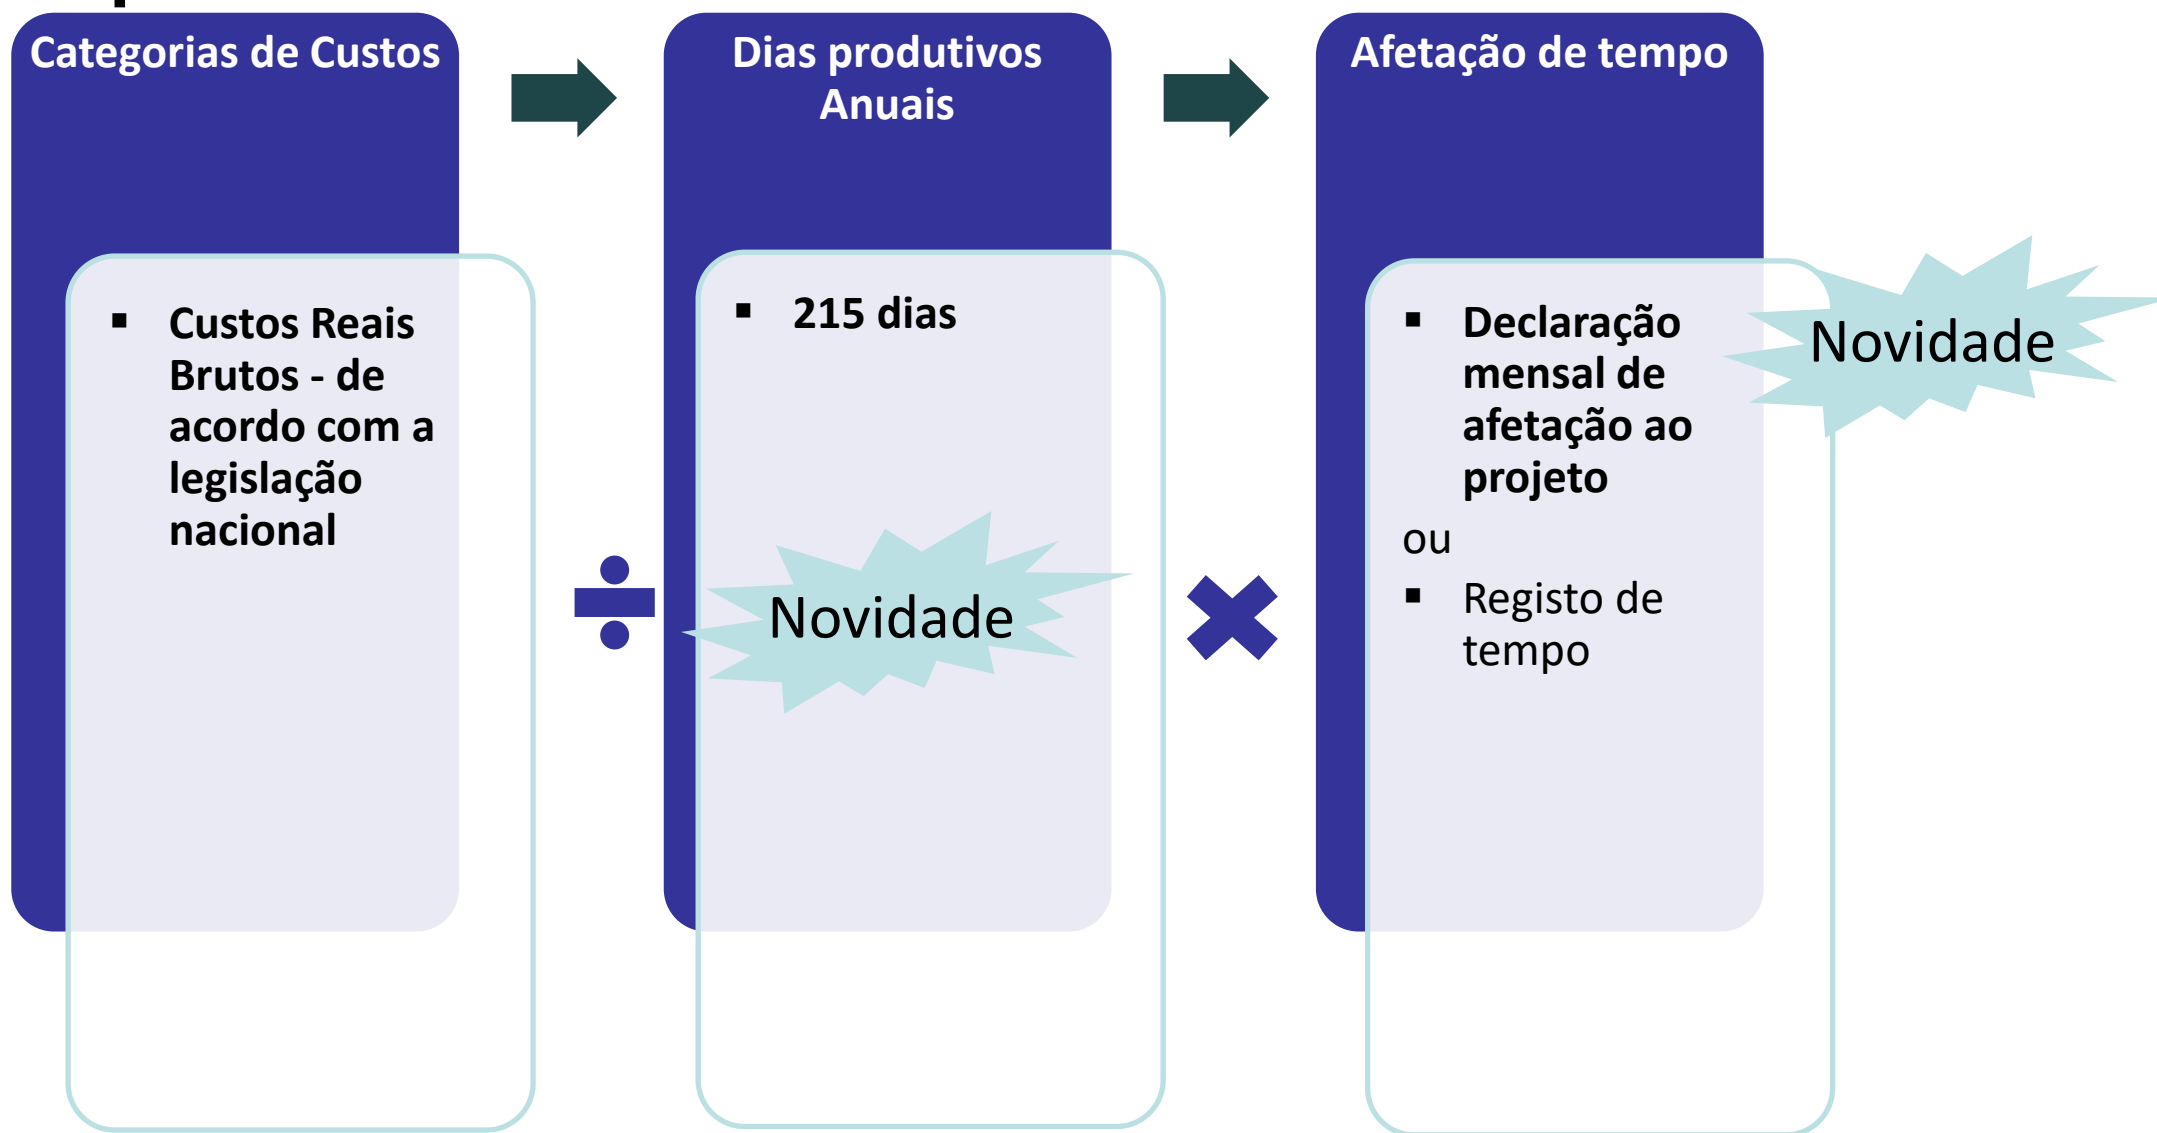 Categorias de Custos
▪ Custos Reais
Brutos - de
acordo com a
legislação
nacional
Dias produtivos
Anuais
▪ 215 dias
Novidade
Afetação de tempo
▪ Declaração
mensal de
afetação ao
projeto
ou
▪ Registo de
tempo
Novidade